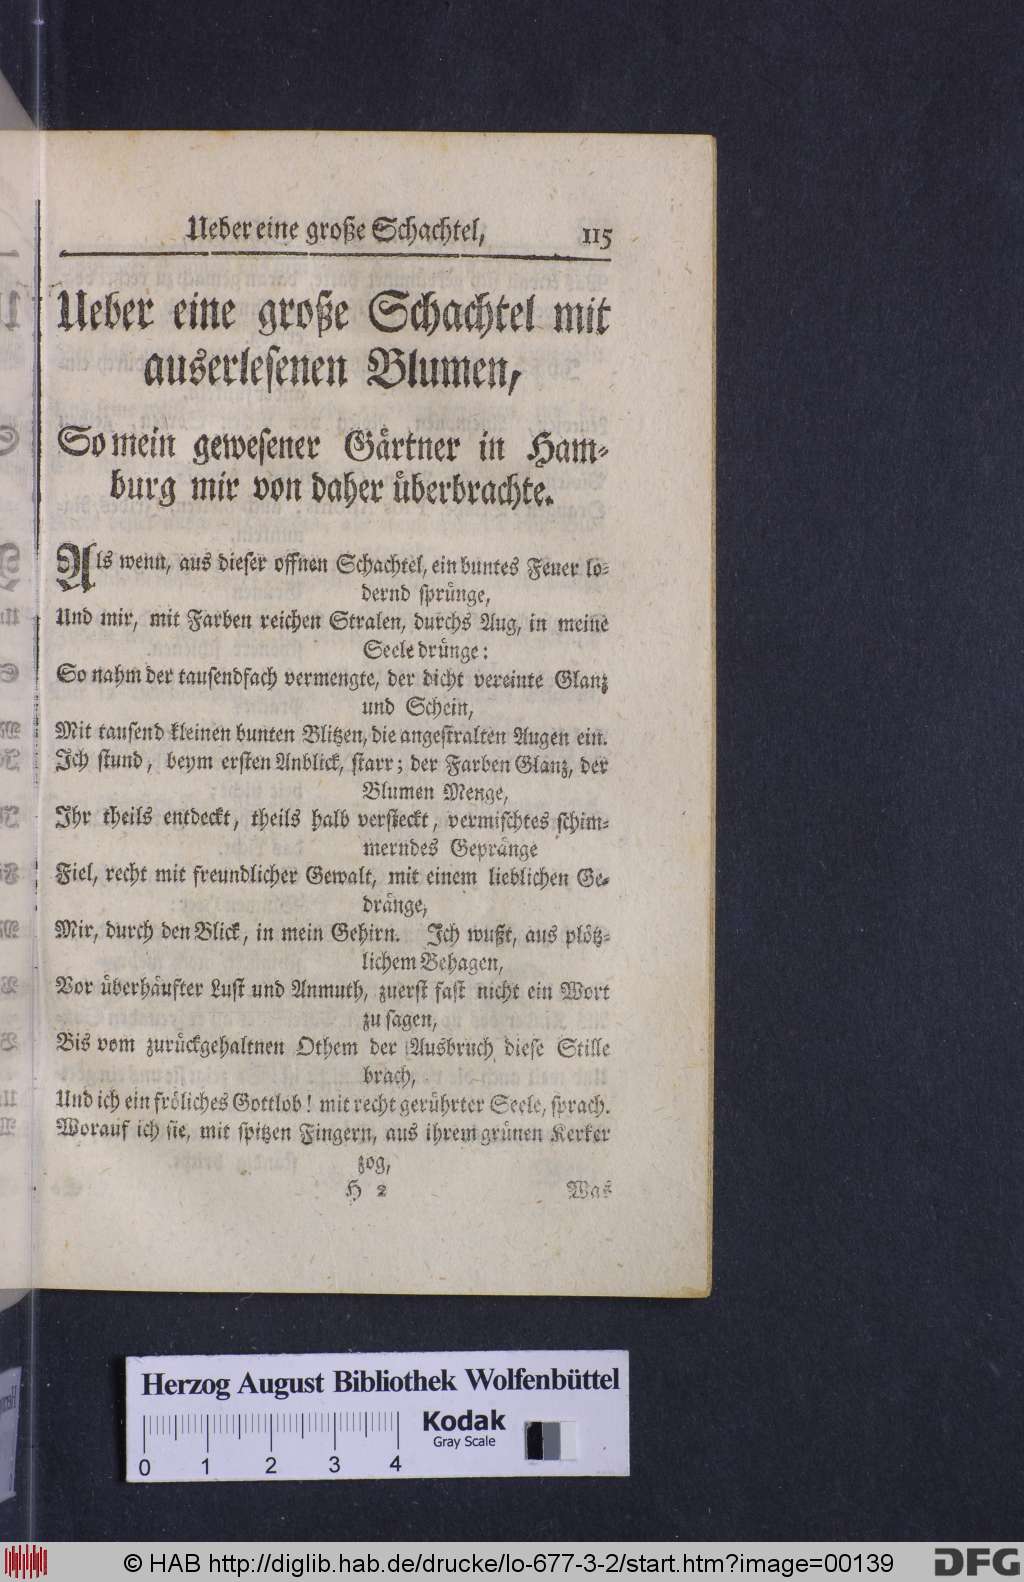 Ueber eine große Schachtel, 115
Ueber eine große Schachtel mit
auserlesenen Blumen,
So mein gewesener Gärtner in Ham-
burg mir von daher überbrachte.
Als wenn, aus dieser offnen Schachtel, ein buntes Feuer lo-
dernd sprünge,
Und mir, mit Farben reichen Stralen, durchs Aug, in meine
Seele drünge:
So nahm der tausendfach vermengte, der dicht vereinte Glanz
und Schein,
Mit tausend kleinen bunten Blitzen, die angestralten Augen ein.
Ich stund, beym ersten Anblick, starr; der Farben Glanz, der
Blumen Menge,
Ihr theils entdeckt, theils halb versteckt, vermischtes schim-
merndes Gepränge
Fiel, recht mit freundlicher Gewalt, mit einem lieblichen Ge-
dränge,
Mir, durch den Blick, in mein Gehirn. Ich wußt, aus plötz-
lichem Behagen,
Vor überhäufter Lust und Anmuth, zuerst fast nicht ein Wort
zu sagen,
Bis vom zurückgehaltnen Othem der Ausbruch diese Stille
brach,
Und ich ein fröliches Gottlob! mit recht gerührter Seele, sprach.
Worauf ich sie, mit spitzen Fingern, aus ihrem grünen Kerker
zog,
H 2 Was
Herzog August Bibliothek Wolfenbüttel
Kodak
Gray Scale
0 1 2 3 4
© HAB http://diglib.hab.de/drucke/lo-677-3-2/start.htm?image=00139
DFG